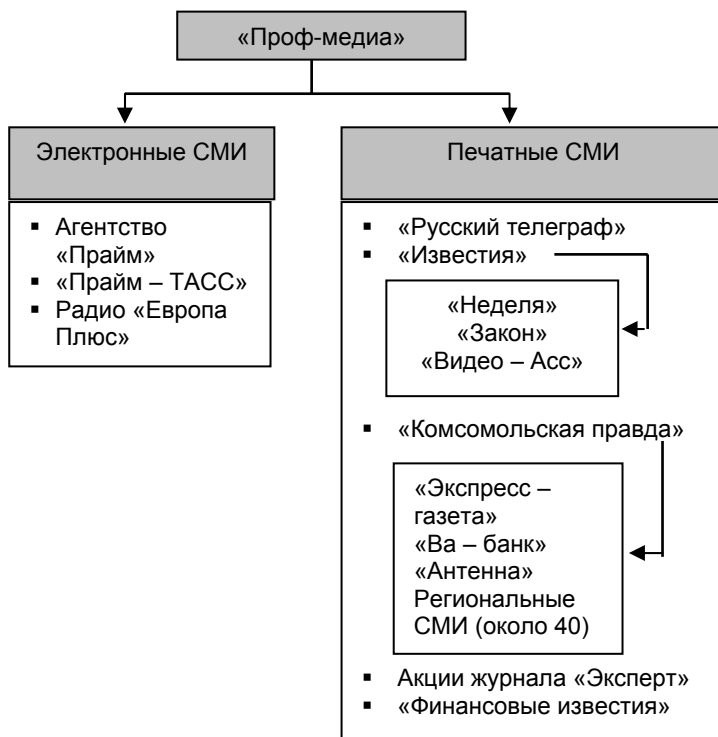 «Проф-медиа»
Электронные СМИ
▪ Агентство
«Прайм»
▪ «Прайм – ТАСС»
▪ Радио «Европа
Плюс»
Печатные СМИ
▪ «Русский телеграф»
▪ «Известия»
«Неделя»
«Закон»
«Видео – Асс»
▪ «Комсомольская правда»
«Экспресс –
газета»
«Ва – банк»
«Антенна»
Региональные
СМИ (около 40)
▪ Акции журнала «Эксперт»
▪ «Финансовые известия»